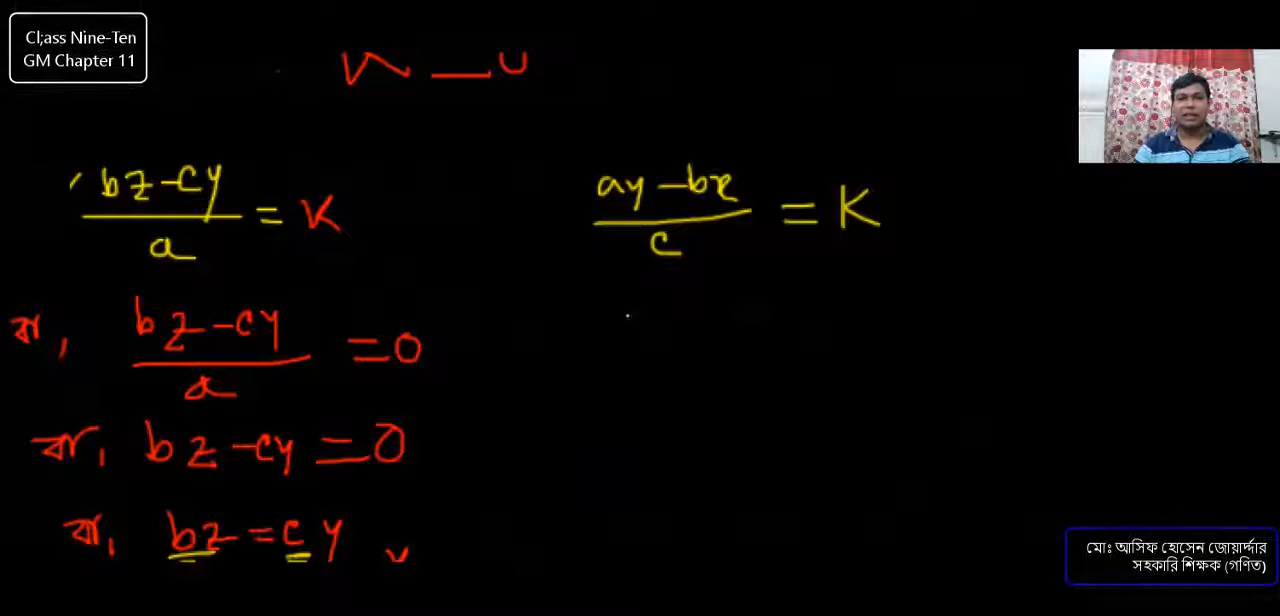 Cl;ass Nine-Ten
GM Chapter 11
K = 0
(bz-cy)/a = K
(ay-bx)/c = K
বা, (bz-cy)/a = 0
বা, bz-cy = 0
বা, bz = cy
মোঃ আসিফ হোসেন জোয়ার্দ্দার
সহকারি শিক্ষক (গণিত)